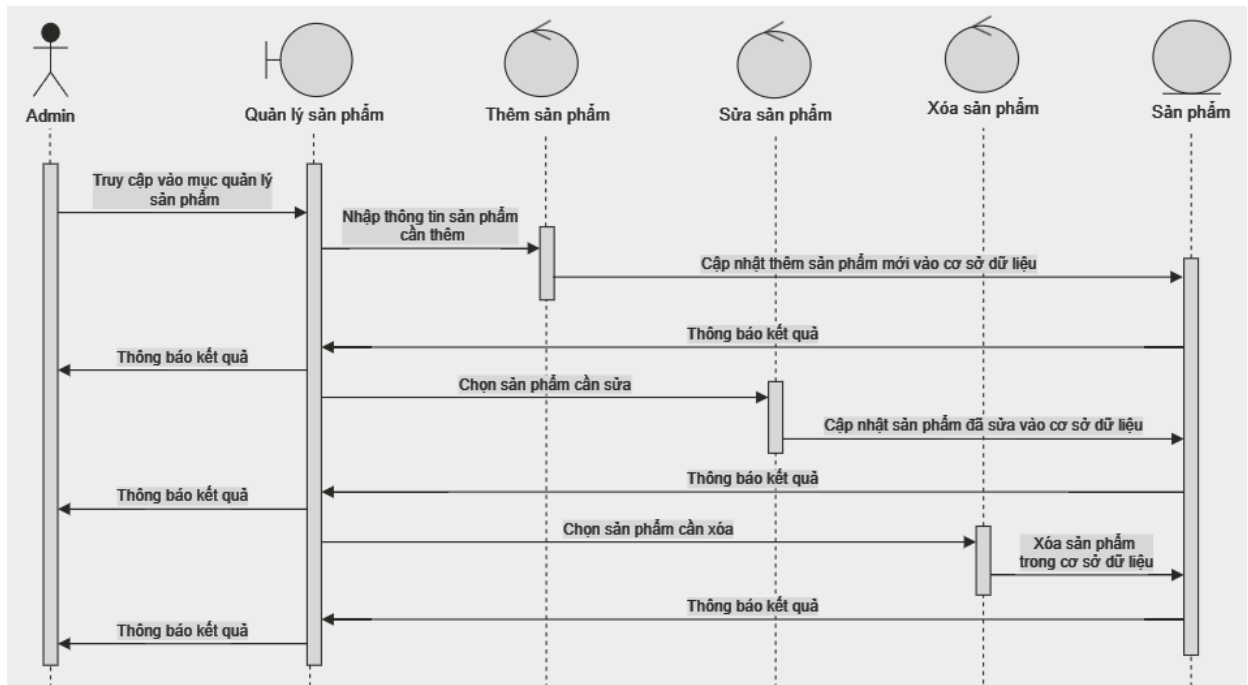 Admin
Quản lý sản phẩm
Thêm sản phẩm
Sửa sản phẩm
Xóa sản phẩm
Sản phẩm
Truy cập vào mục quản lý
sản phẩm
Nhập thông tin sản phẩm
cần thêm
Cập nhật thêm sản phẩm mới vào cơ sở dữ liệu
Thông báo kết quả
Thông báo kết quả
Chọn sản phẩm cần sửa
Cập nhật sản phẩm đã sửa vào cơ sở dữ liệu
Thông báo kết quả
Thông báo kết quả
Chọn sản phẩm cần xóa
Xóa sản phẩm
trong cơ sở dữ liệu
Thông báo kết quả
Thông báo kết quả